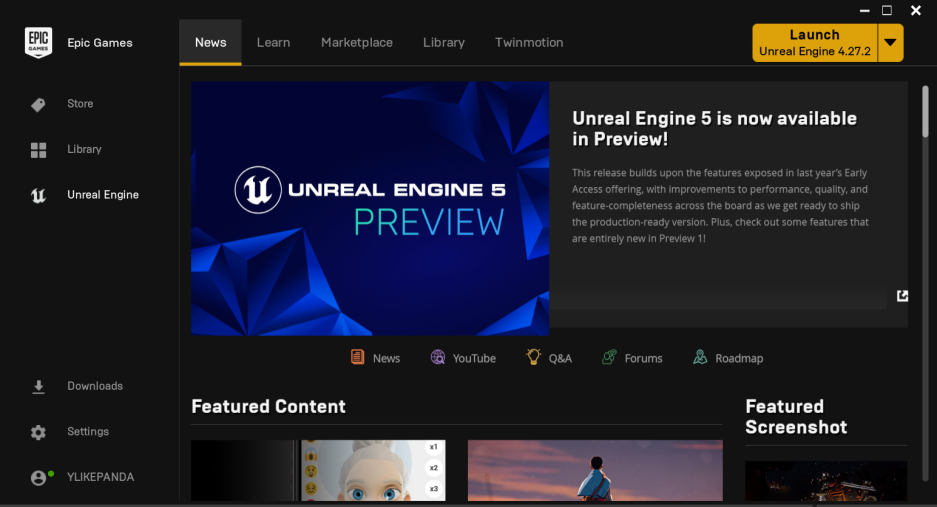 EPIC
GAMES
Epic Games
News
Learn
Marketplace
Library
Twinmotion
Launch
Unreal Engine 4.27.2
Store
Library
Unreal Engine
UNREAL ENGINE 5
PREVIEW
Unreal Engine 5 is now available
in Preview!
This release builds upon the features exposed in last year's Early
Access offering, with improvements to performance, quality, and
feature-completeness across the board as we get ready to ship
the production-ready version. Plus, check out some features that
are entirely new in Preview 1!
News
YouTube
Q&A
Forums
Roadmap
Downloads
Settings
YLIKEPANDA
Featured Content
Featured
Screenshot
x1
x2
x3